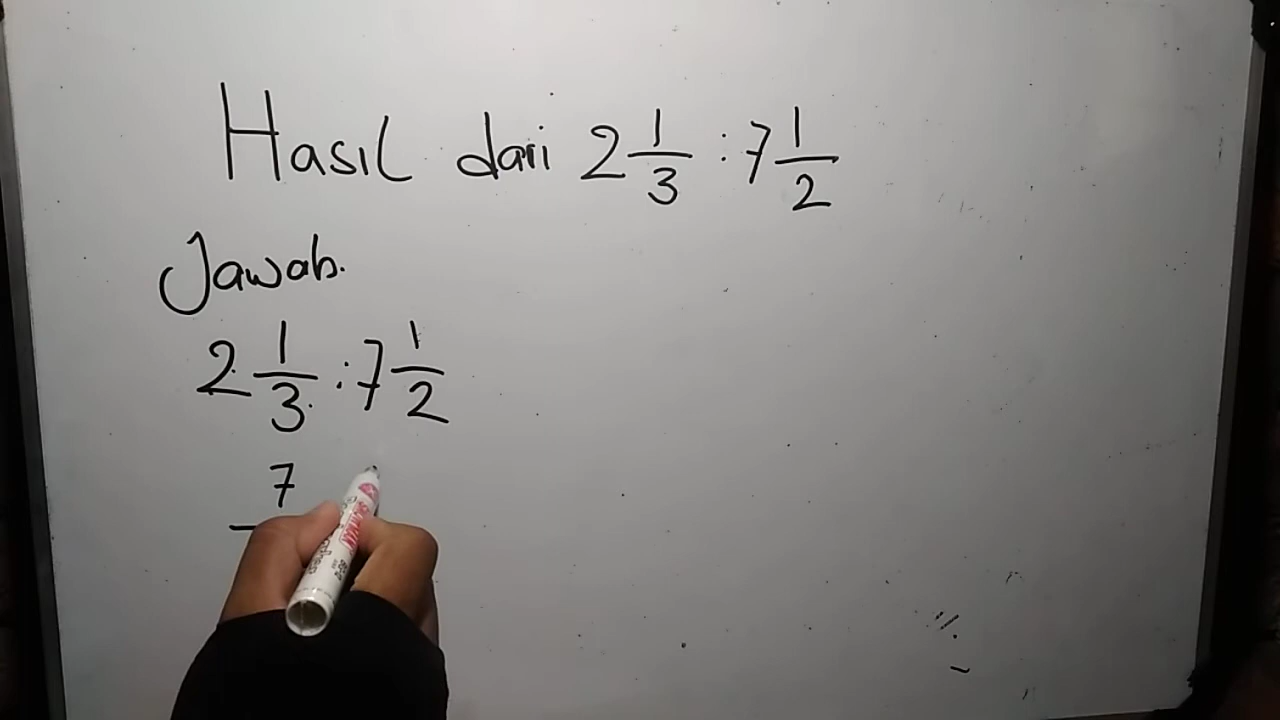 Hasil dari 2 1/3 : 7 1/2
Jawab.
2 1/3 : 7 1/2
7